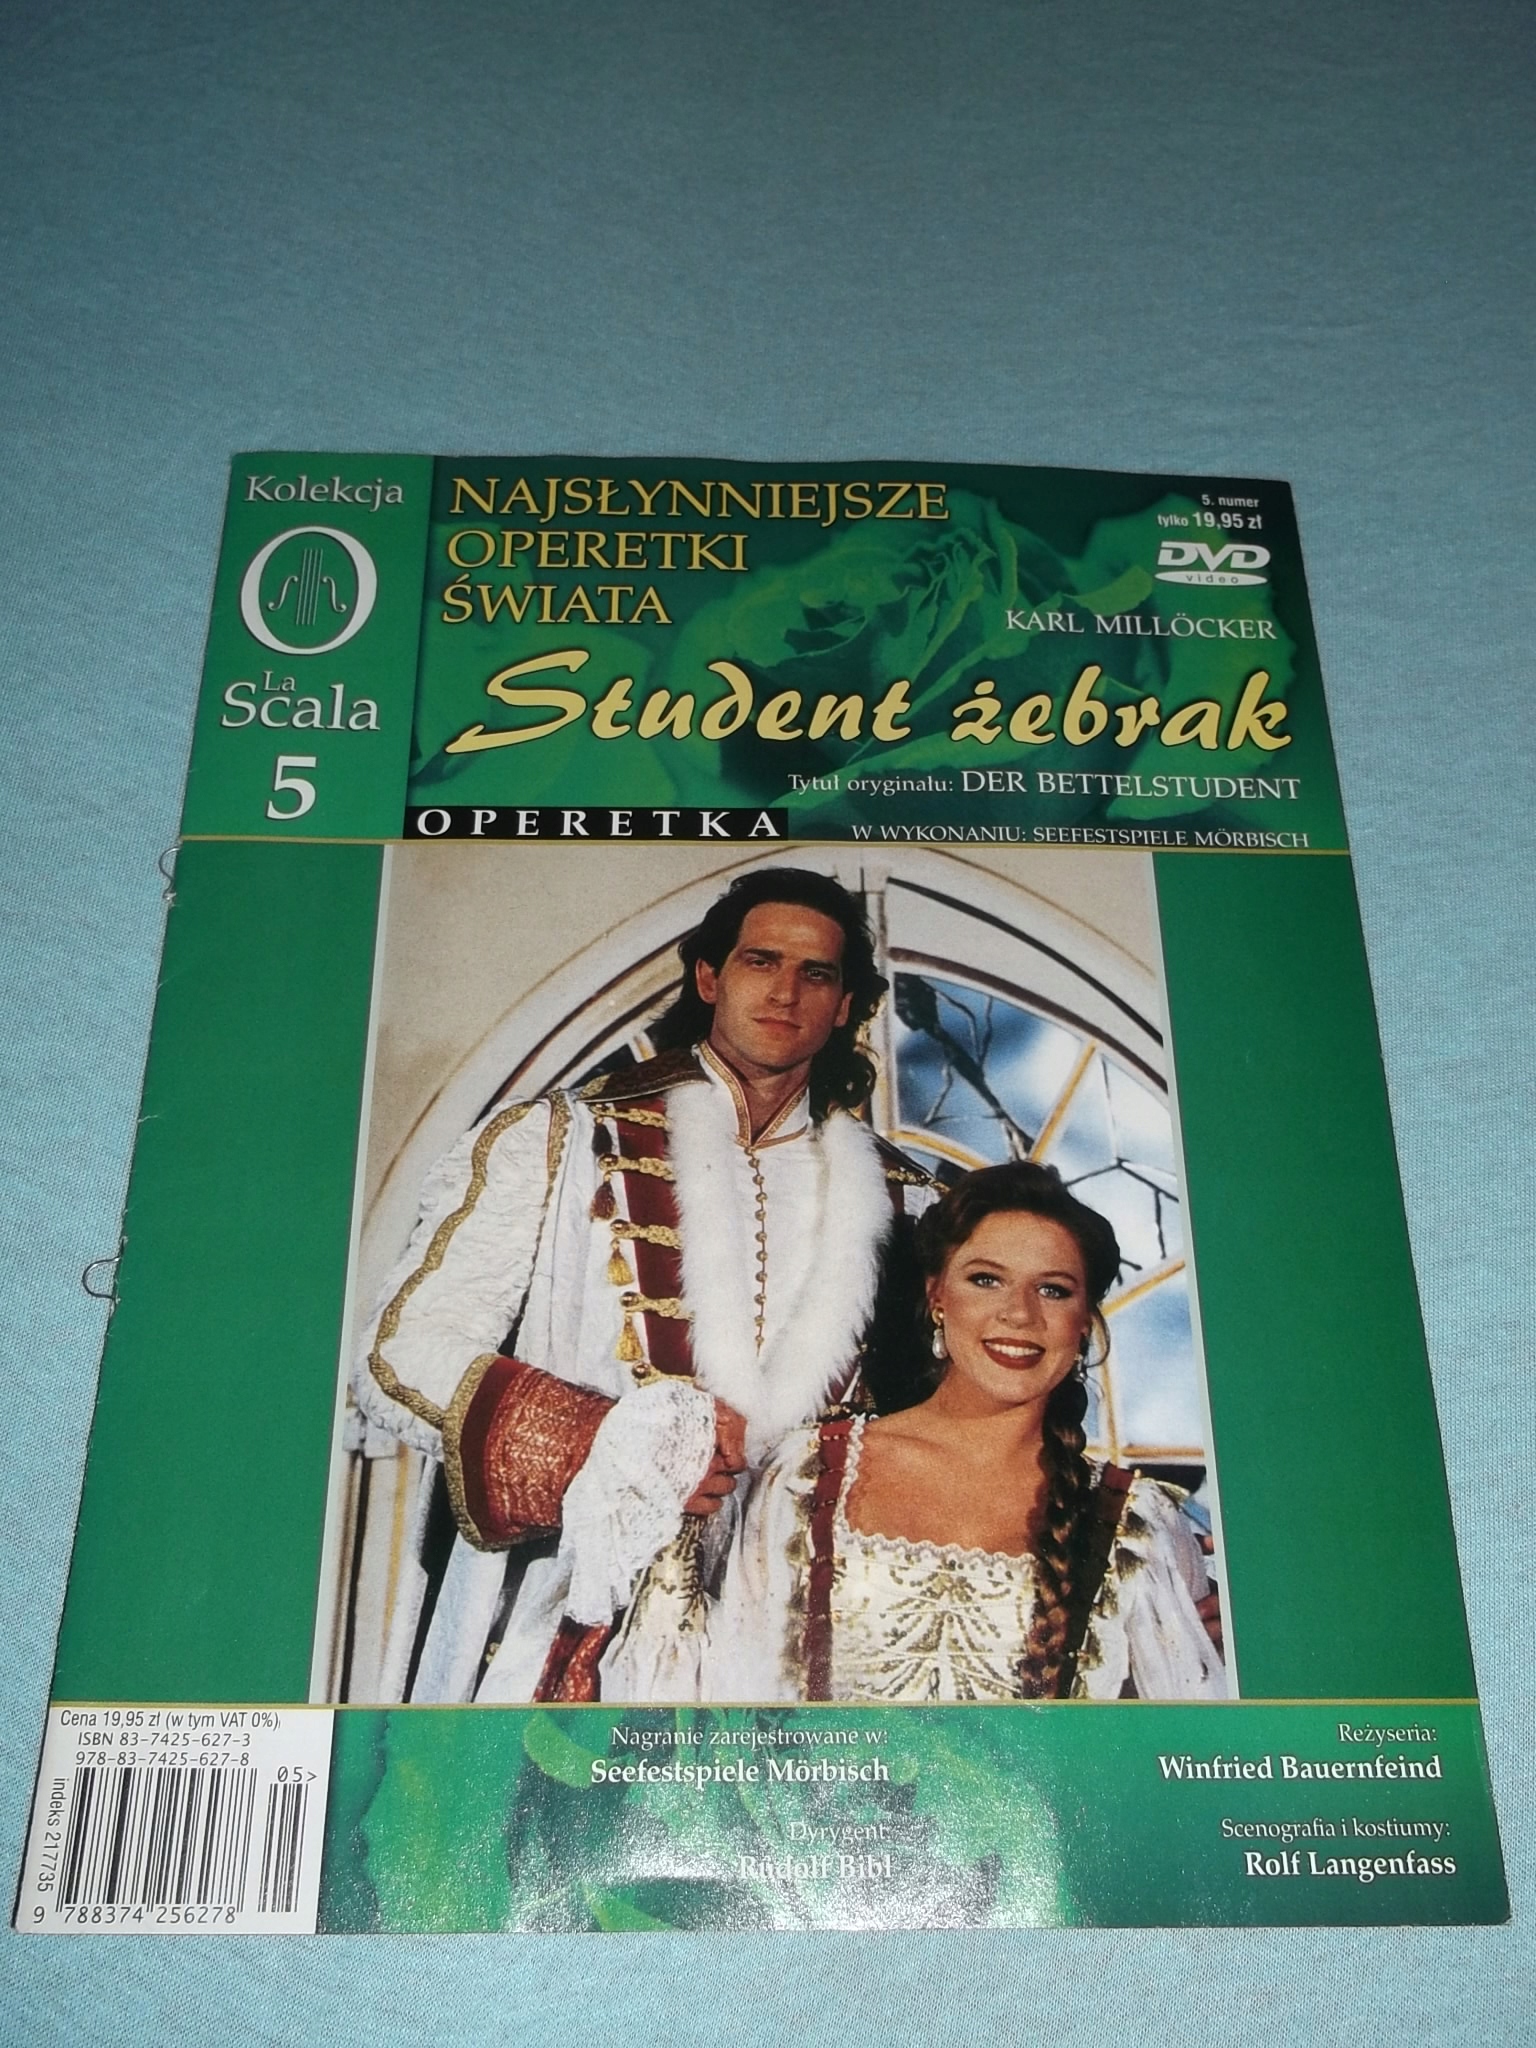 Kolekcja
La
Scala
5
NAJSŁYNNIEJSZE
OPERETKI
ŚWIATA
5. numer
tylko 19,95 zł
DVD
video
KARL MILLÖCKER
Student żebrak
Tytuł oryginału: DER BETTELSTUDENT
OPERETKA
W WYKONANIU: SEEFESTSPIELE MÖRBISCH
Cena 19,95 zł (w tym VAT 0%)
ISBN 83-7425-627-3
978-83-7425-627-8
05>
indeks 217735
9 788374 256278
Nagranie zarejestrowane w:
Seefestspiele Mörbisch
Dyrygent
Rudolf Bibl
Reżyseria:
Winfried Bauernfeind
Scenografia i kostiumy:
Rolf Langenfass